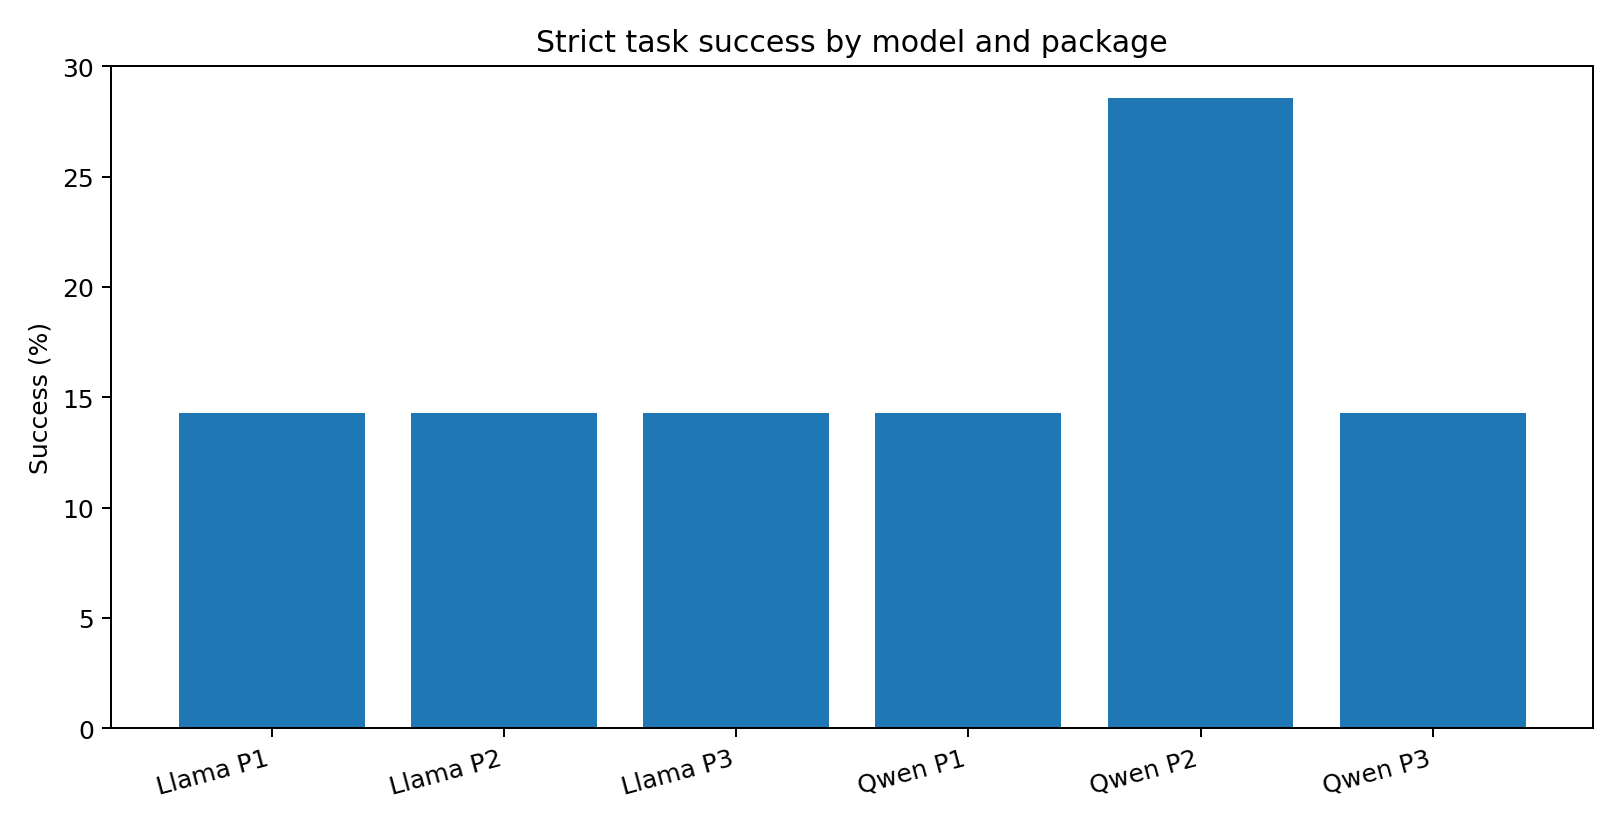 Strict task success by model and package
30
25
20
15
10
5
0
Success (%)
Llama P1
Llama P2
Llama P3
Qwen P1
Qwen P2
Qwen P3